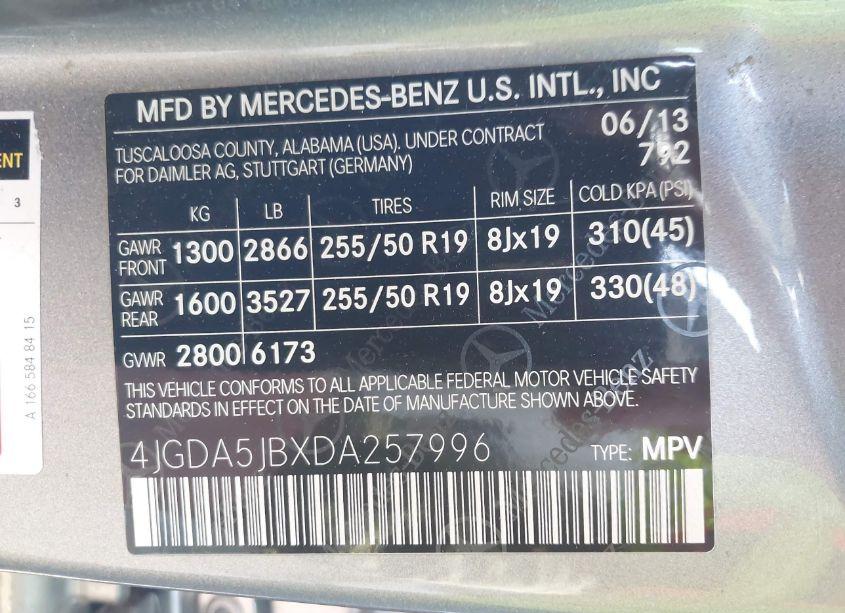 MFD BY MERCEDES-BENZ U.S. INTL., INC
TUSCALOOSA COUNTY, ALABAMA (USA). UNDER CONTRACT
FOR DAIMLER AG, STUTTGART (GERMANY)
06/13
792
KG LB TIRES RIM SIZE COLD KPA (PSI)
GAWR
FRONT 1300 2866 255/50 R19 8Jx19 310(45)
GAWR
REAR 1600 3527 255/50 R19 8Jx19 330(48)
GVWR 2800 6173
THIS VEHICLE CONFORMS TO ALL APPLICABLE FEDERAL MOTOR VEHICLE SAFETY
STANDARDS IN EFFECT ON THE DATE OF MANUFACTURE SHOWN ABOVE.
4JGDA5JBXDA257996 TYPE: MPV
3
A 166 584 84 15
Mercedes-Benz
Mercedes-Benz